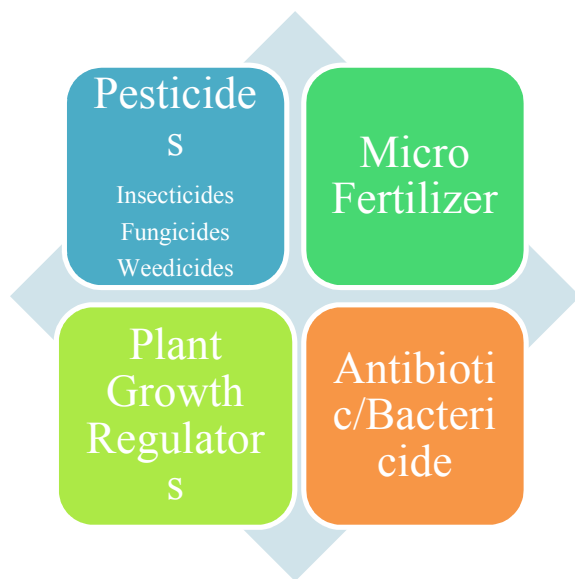 Pesticide
s
Insecticides
Fungicides
Weedicides
Micro
Fertilizer
Plant
Growth
Regulator
s
Antibioti
c/Bacteri
cide